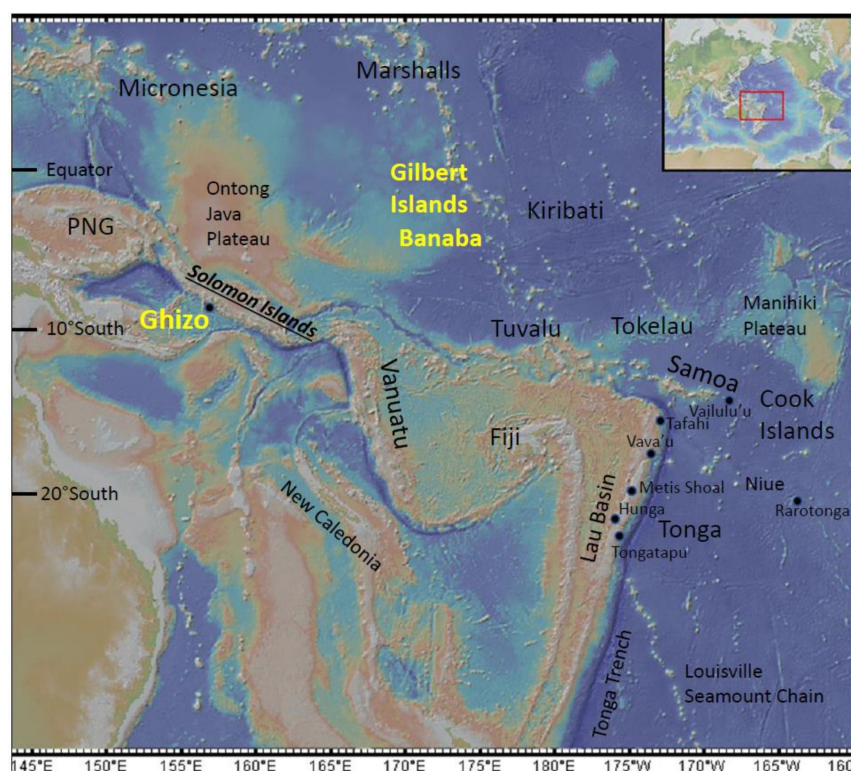 Marshalls
Micronesia
Equator
Gilbert
Islands
Banaba
Ontong
Java
Plateau
Kiribati
PNG
Solomon Islands
Ghizo
10°South
Manihiki
Plateau
Tuvalu
Tokelau
Samoa
Vanuatu
Vailulu’u
Cook
Islands
Tafahi
Fiji
Vava’u
20°South
Metis Shoal
Niue
Hunga
Rarotonga
New Caledonia
Lau Basin
Tonga
Tongatapu
Tonga Trench
Louisville
Seamount Chain
145°E 150°E 155°E 160°E 165°E 170°E 175°E 180°E 175°W 170°W 165°W 160